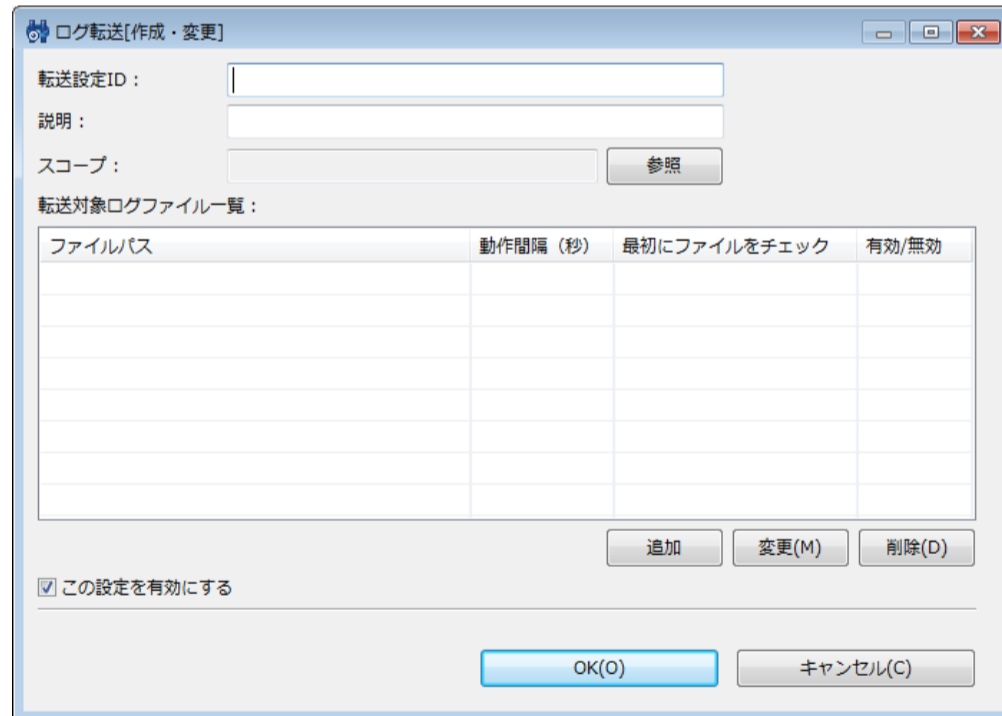 ログ転送[作成・変更]
転送設定ID：
説明：
スコープ：
参照
転送対象ログファイル一覧：
ファイルパス 動作間隔（秒） 最初にファイルをチェック 有効/無効
追加 変更(M) 削除(D)
この設定を有効にする
OK(O) キャンセル(C)